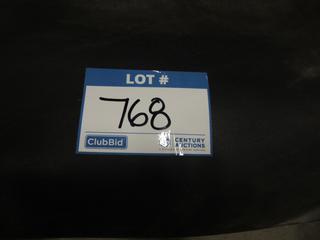 LOT #
768
ClubBid
CENTURY
AUCTIONS